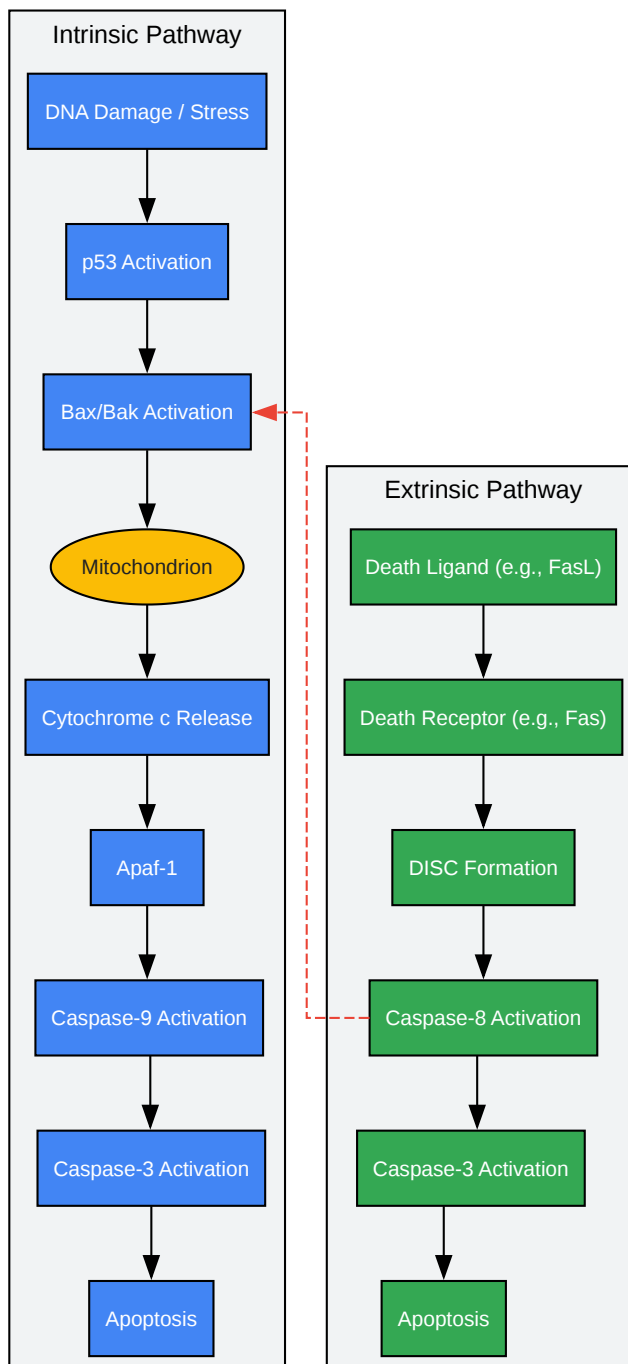 Intrinsic Pathway
DNA Damage / Stress
p53 Activation
Bax/Bak Activation
Mitochondrion
Cytochrome c Release
Apaf-1
Caspase-9 Activation
Caspase-3 Activation
Apoptosis
Extrinsic Pathway
Death Ligand (e.g., FasL)
Death Receptor (e.g., Fas)
DISC Formation
Caspase-8 Activation
Caspase-3 Activation
Apoptosis